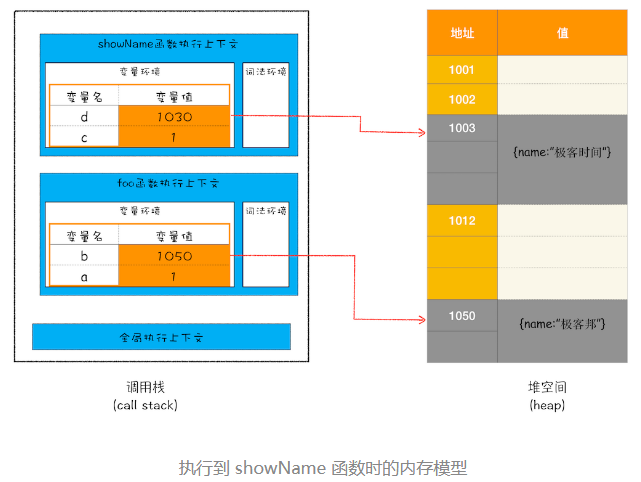 showName函数执行上下文
变量环境
词法环境
变量名 变量值
d 1030
c 1
foo函数执行上下文
变量环境
词法环境
变量名 变量值
b 1050
a 1
全局执行上下文
调用栈
(call stack)
地址 值
1001
1002
1003
{name:"极客时间"}
1012
1050
{name:"极客邦"}
堆空间
(heap)
执行到 showName 函数时的内存模型